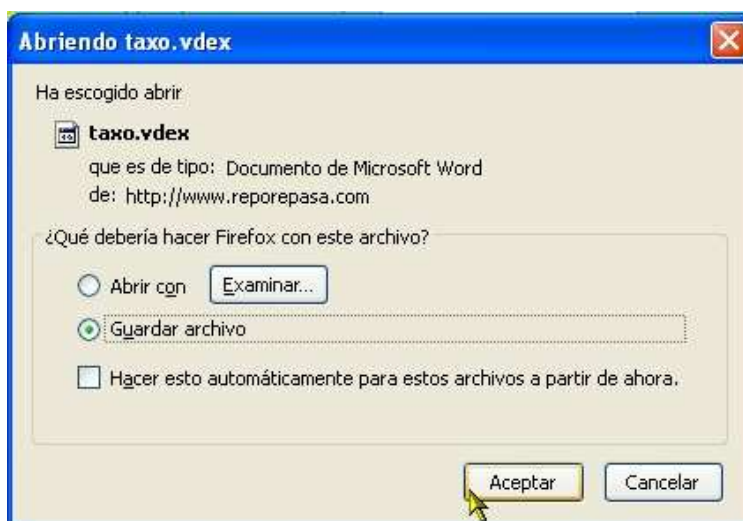 Abriendo taxo.vdex
Ha escogido abrir
taxo.vdex
que es de tipo: Documento de Microsoft Word
de: http://www.reporepasa.com
¿Qué debería hacer Firefox con este archivo?
Abrir con Examinar...
Guardar archivo
Hacer esto automáticamente para estos archivos a partir de ahora.
Aceptar Cancelar